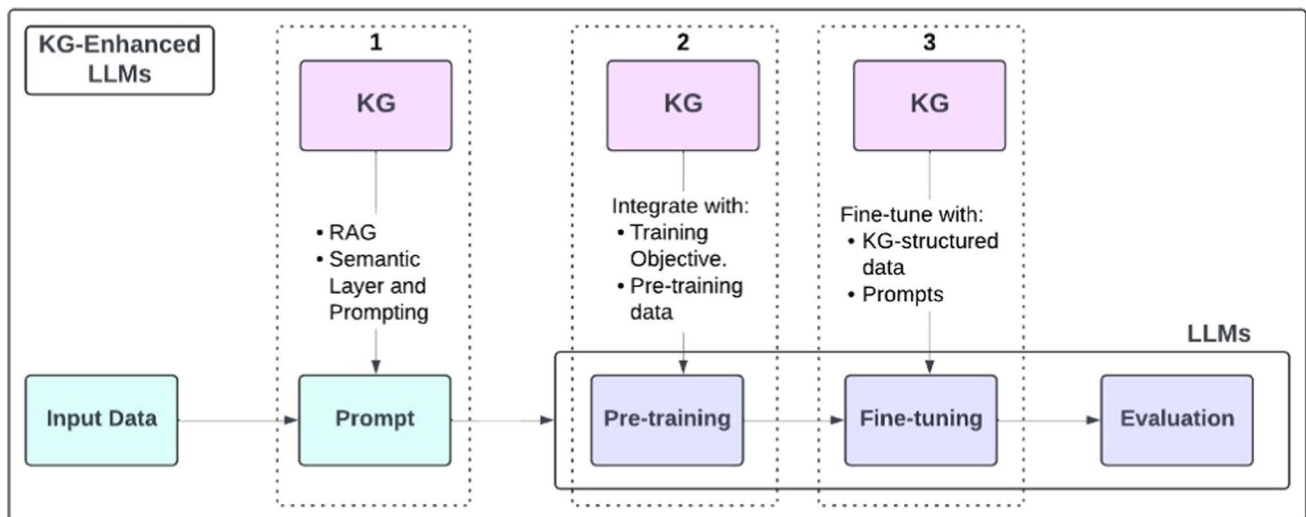 KG-Enhanced
LLMs
1
KG
• RAG
• Semantic
Layer and
Prompting
2
KG
Integrate with:
• Training
Objective.
• Pre-training
data
3
KG
Fine-tune with:
• KG-structured
data
• Prompts
LLMs
Input Data
Prompt
Pre-training
Fine-tuning
Evaluation